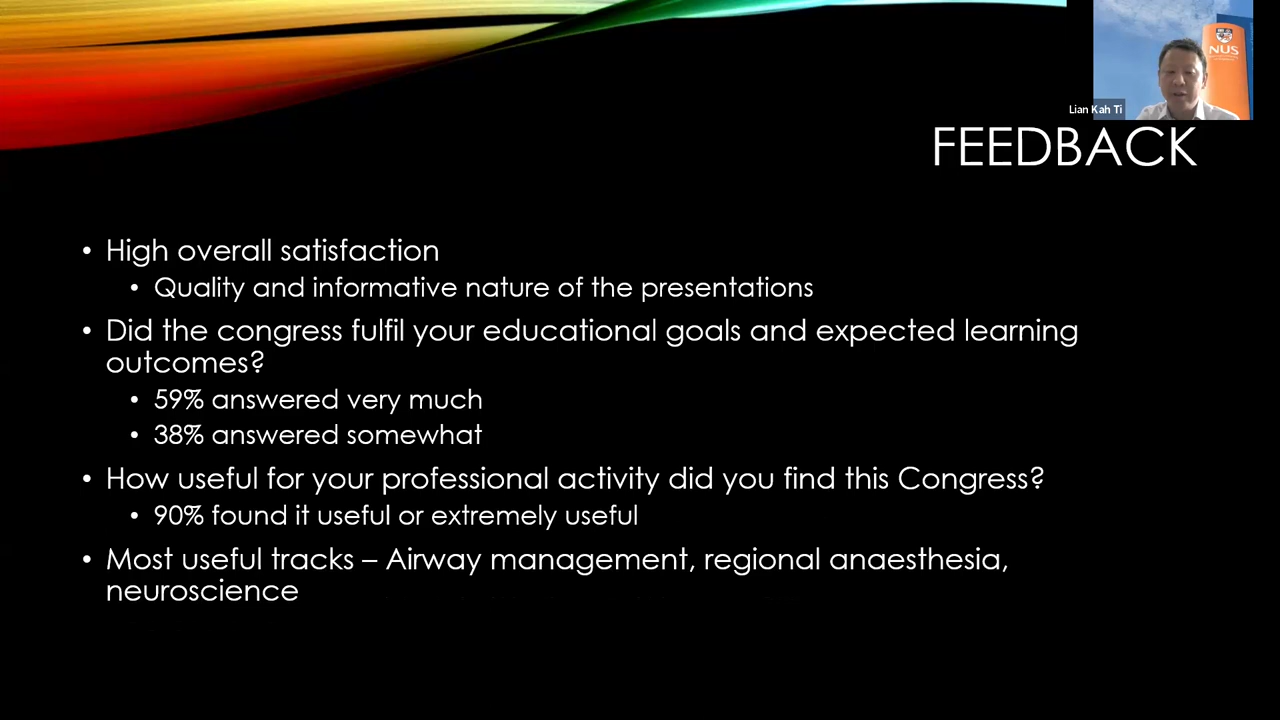 NUS
Lian Kah Ti
FEEDBACK
• High overall satisfaction
• Quality and informative nature of the presentations
• Did the congress fulfil your educational goals and expected learning
outcomes?
• 59% answered very much
• 38% answered somewhat
• How useful for your professional activity did you find this Congress?
• 90% found it useful or extremely useful
• Most useful tracks – Airway management, regional anaesthesia,
neuroscience